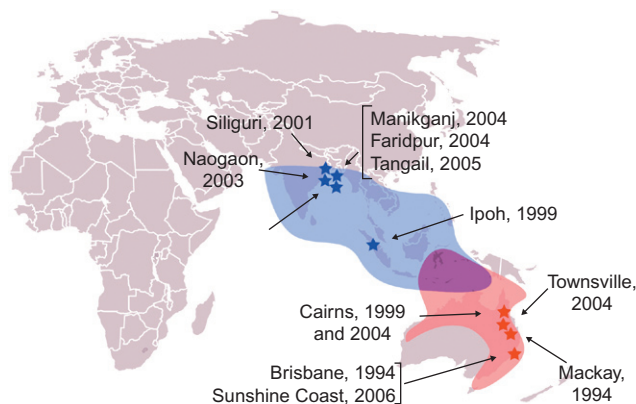 Siliguri, 2001
Manikganj, 2004
Faridpur, 2004
Tangail, 2005
Naogaon,
2003
Ipoh, 1999
Townsville,
2004
Cairns, 1999
and 2004
Brisbane, 1994
Sunshine Coast, 2006
Mackay,
1994